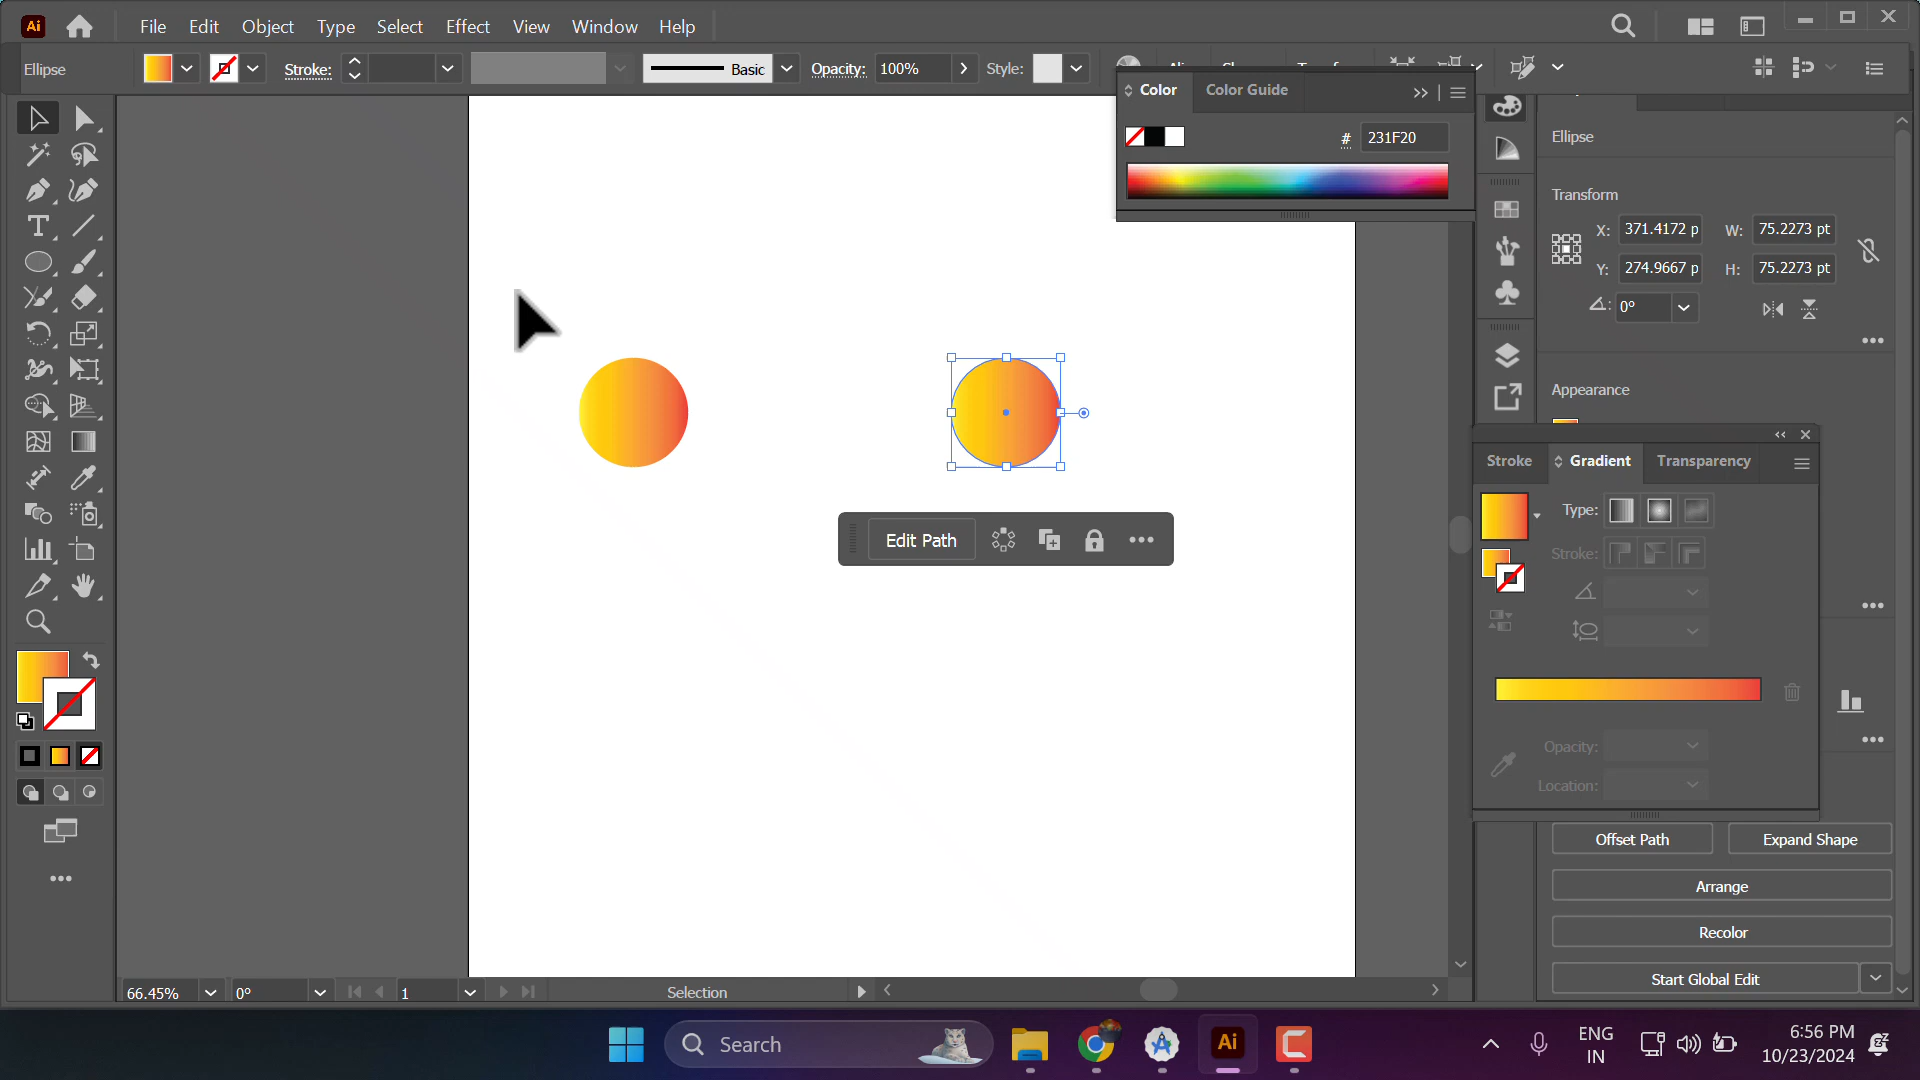 Ai File Edit Object Type Select Effect View Window Help
Ellipse Stroke: Basic Opacity: 100% Style:
Color Color Guide
# 231F20
Ellipse
Transform
X: 371.4172 p W: 75.2273 pt
Y: 274.9667 p H: 75.2273 pt
0°
Appearance
Edit Path
Stroke Gradient Transparency
Type:
Stroke:
Opacity:
Location:
Offset Path Expand Shape
Arrange
Recolor
Start Global Edit
66.45% 0° 1 Selection
Search
Ai
ENG
IN
6:56 PM
10/23/2024